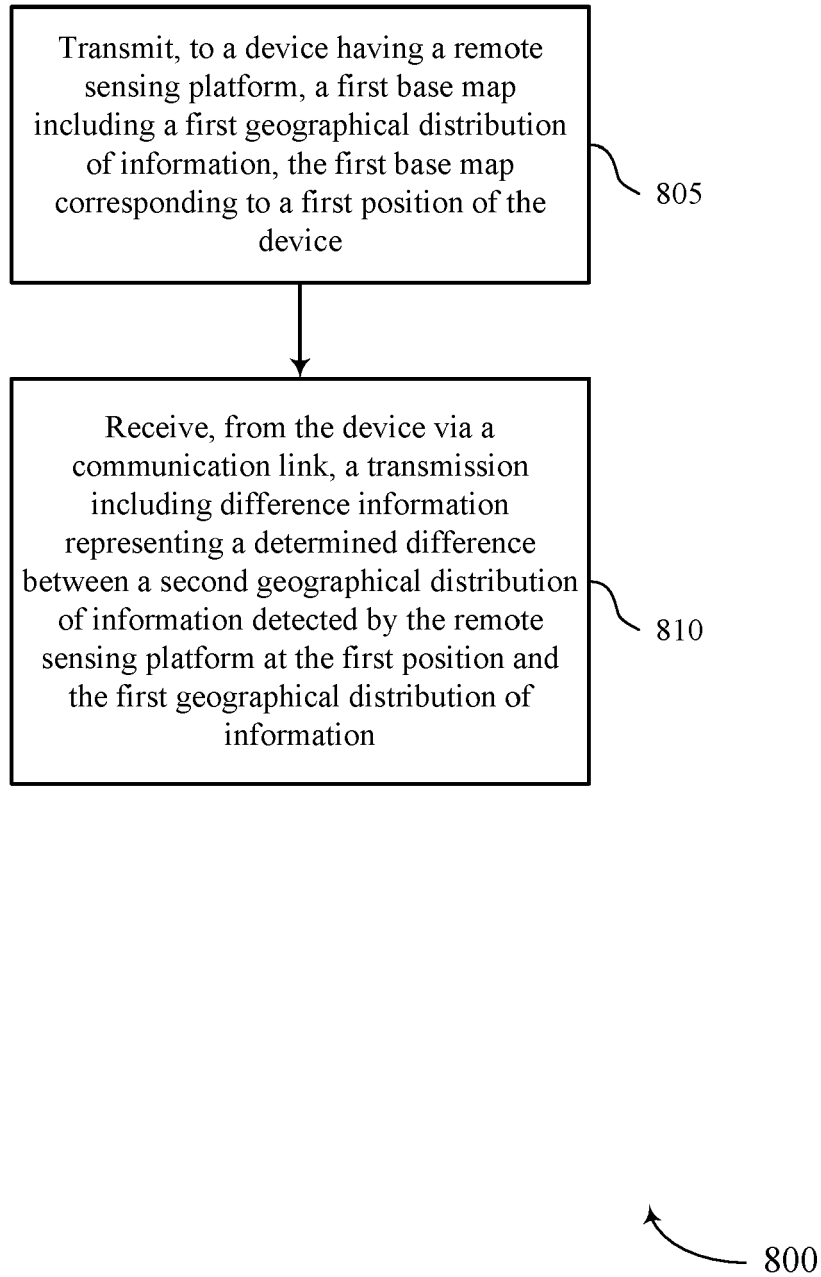 Transmit, to a device having a remote
sensing platform, a first base map
including a first geographical distribution
of information, the first base map
corresponding to a first position of the
device
805
Receive, from the device via a
communication link, a transmission
including difference information
representing a determined difference
between a second geographical distribution
of information detected by the remote
sensing platform at the first position and
the first geographical distribution of
information
810
800